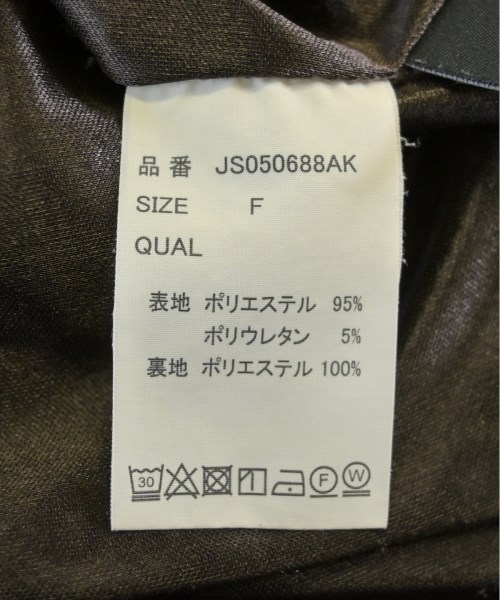 品番 JS050688AK
SIZE F
QUAL
表地 ポリエステル 95%
ポリウレタン 5%
裏地 ポリエステル 100%
30 F W